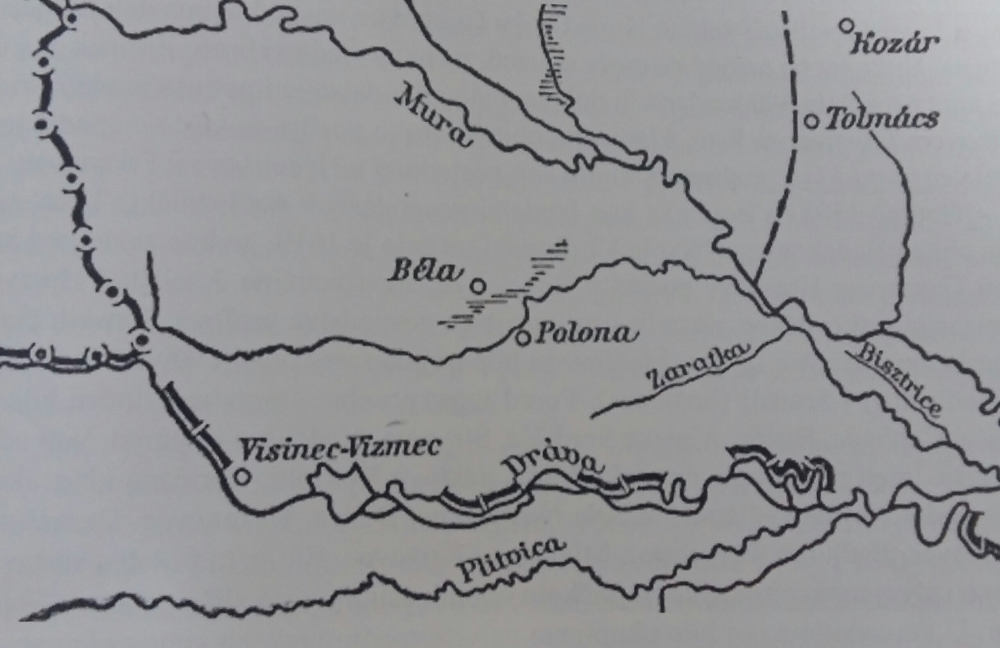 Kozár
Mura
Tolmács
Béla
Polona
Zaratka
Bisztrice
Visinec-Vizmec
Dráva
Plitvica